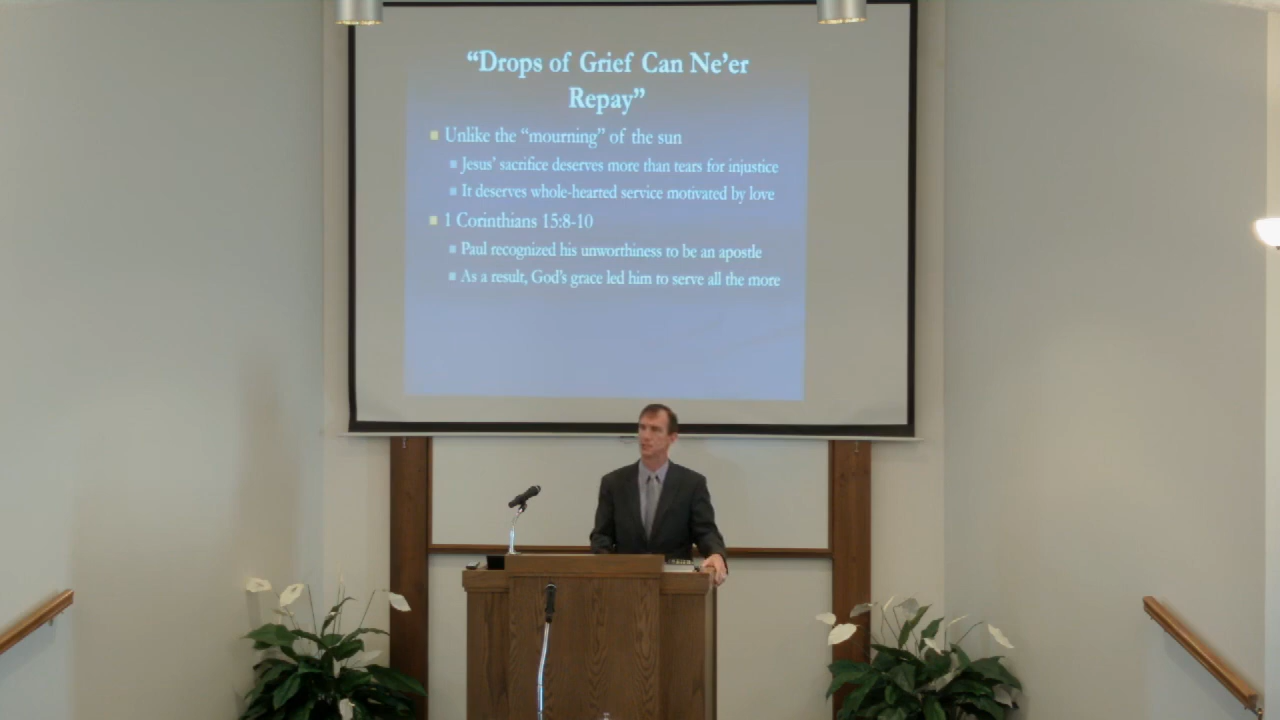 “Drops of Grief Can Ne’er
Repay”
Unlike the “mourning” of the sun
Jesus’ sacrifice deserves more than tears for injustice
It deserves whole-hearted service motivated by love
1 Corinthians 15:8-10
Paul recognized his unworthiness to be an apostle
As a result, God’s grace led him to serve all the more